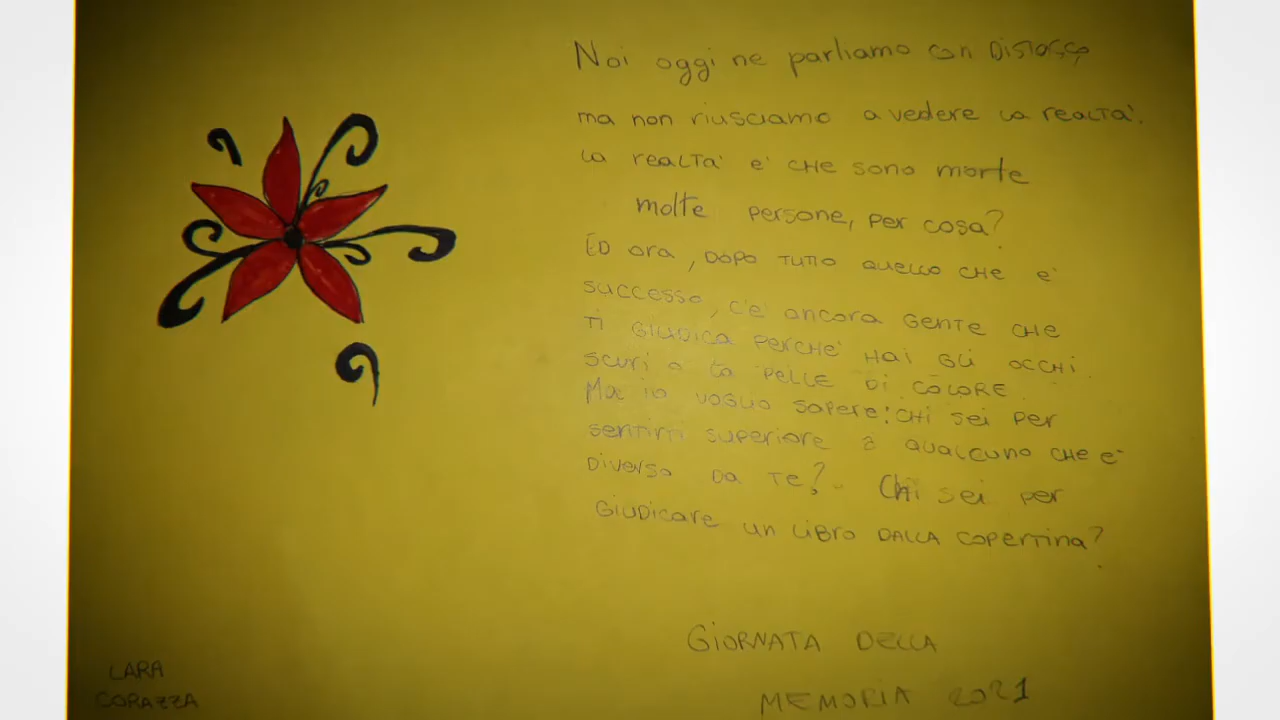 Noi oggi ne parliamo con Distacco
ma non riusciamo a vedere la realtà.
la realtà è che sono morte
molte persone, per cosa?
ED ora, dopo tutto quello che è
successo, c'è ancora gente che
ti giudica perchè hai gli occhi
scuri o la pelle di colore
Ma io voglio sapere: chi sei per
sentirti superiore a qualcuno che è
diverso da te? Chi sei per
giudicare un libro dalla copertina?
GIORNATA DELLA
MEMORIA 2021
LARA
CORAZZA